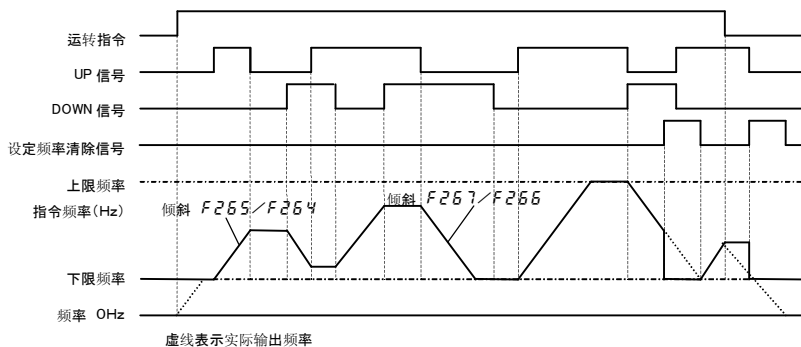 运转指令
UP 信号
DOWN 信号
设定频率清除信号
上限频率
指令频率(Hz)
倾斜 F265/F264
倾斜 F267/F266
下限频率
频率 0Hz
虚线表示实际输出频率